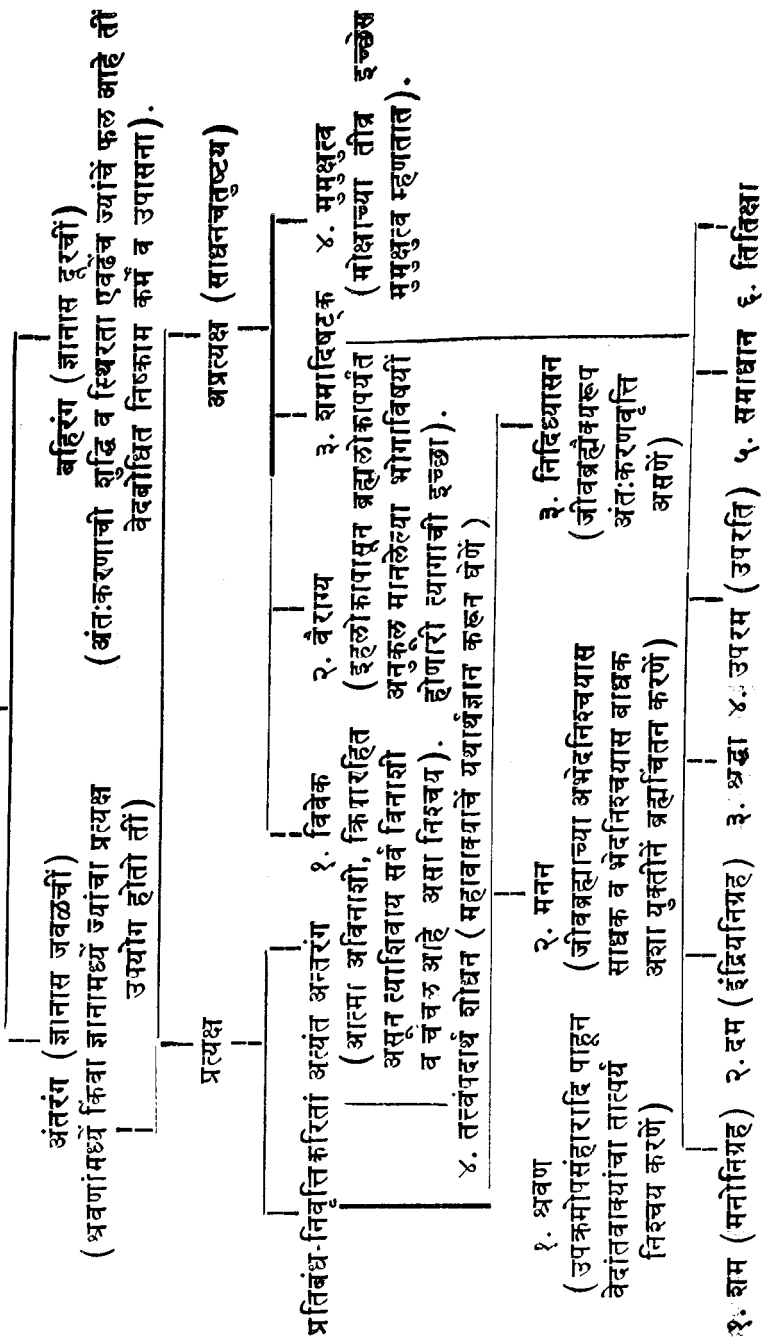 अंतरंग (ज्ञानास जवळचीं)
(श्रवणांमध्यें किंवा ज्ञानामध्यें ज्यांचा प्रत्यक्ष
उपयोग होतो तीं)
बहिरंग (ज्ञानास दूरचीं)
(अंतःकरणाची शुद्धि व स्थिरता एवढेंच ज्यांचें फल आहे तीं
वेदबोधित निष्काम कर्में व उपासना).
प्रत्यक्ष
अप्रत्यक्ष (साधनचतुष्टय)
प्रतिबंध-निवृत्तिकरितां अत्यंत अन्तरंग
१. विवेक
(आत्मा अविनाशी, क्रियारहित
असून त्याशिवाय सर्व विनाशी
व चंचल आहे असा निश्चय).
२. वैराग्य
(इहलोकापासून ब्रह्मलोकापर्यंत
अनुकूल मानलेल्या भोगाविषयीं
होणारी त्यागाची इच्छा).
३. शमादिषट्क
४. मुमुक्षुत्व
(मोक्षाच्या तीव्र इच्छेस
मुमुक्षुत्व म्हणतात).
४. तत्त्वंपदार्थ शोधन (महावाक्याचें यथार्थज्ञान करून घेणें)
१. श्रवण
(उपक्रमोपसंहारादि पाहून
वेदांतवाक्यांचा तात्पर्य
निश्चय करणें)
२. मनन
(जीवब्रह्माच्या अभेदनिश्चयास
साधक व भेदनिश्चयास बाधक
अशा युक्तीनें ब्रह्मचिंतन करणें)
३. निदिध्यासन
(जीवब्रह्मैक्यरूप
अंतःकरणवृत्ति
असणें)
१. शम (मनोनिग्रह) २. दम (इंद्रियनिग्रह) ३. श्रद्धा ४. उपरम (उपरति) ५. समाधान ६. तितिक्षा